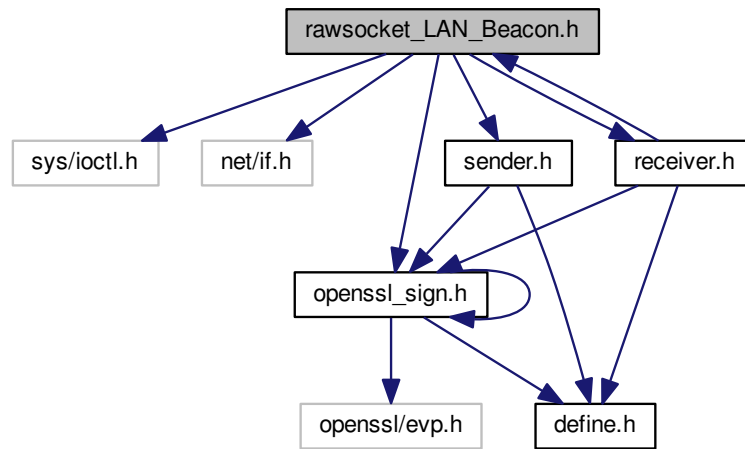 rawsocket_LAN_Beacon.h
sys/ioctl.h
net/if.h
sender.h
receiver.h
openssl_sign.h
openssl/evp.h
define.h